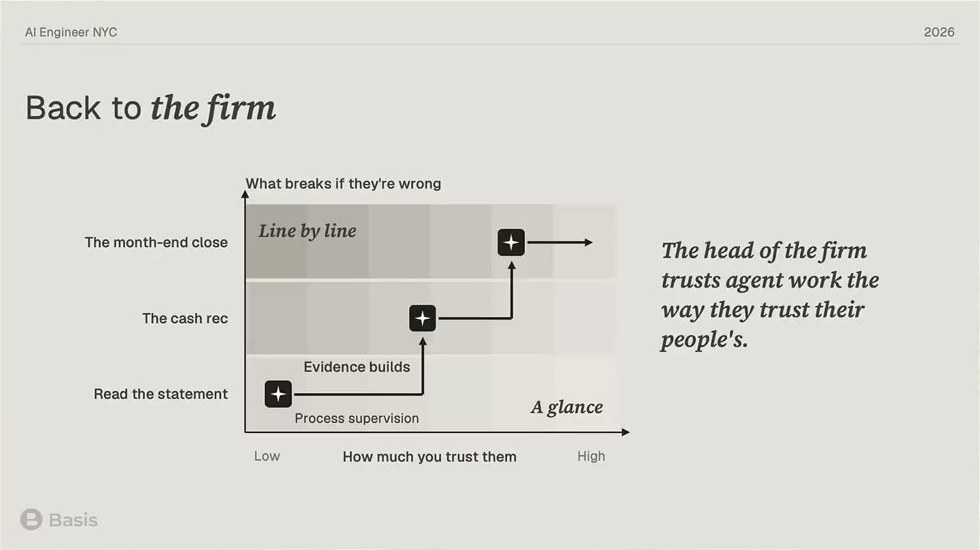 AI Engineer NYC
2026
Back to the firm
What breaks if they're wrong
Line by line
The month-end close
The cash rec
Evidence builds
Read the statement
Process supervision
A glance
Low
How much you trust them
High
The head of the firm
trusts agent work the
way they trust their
people's.
Basis